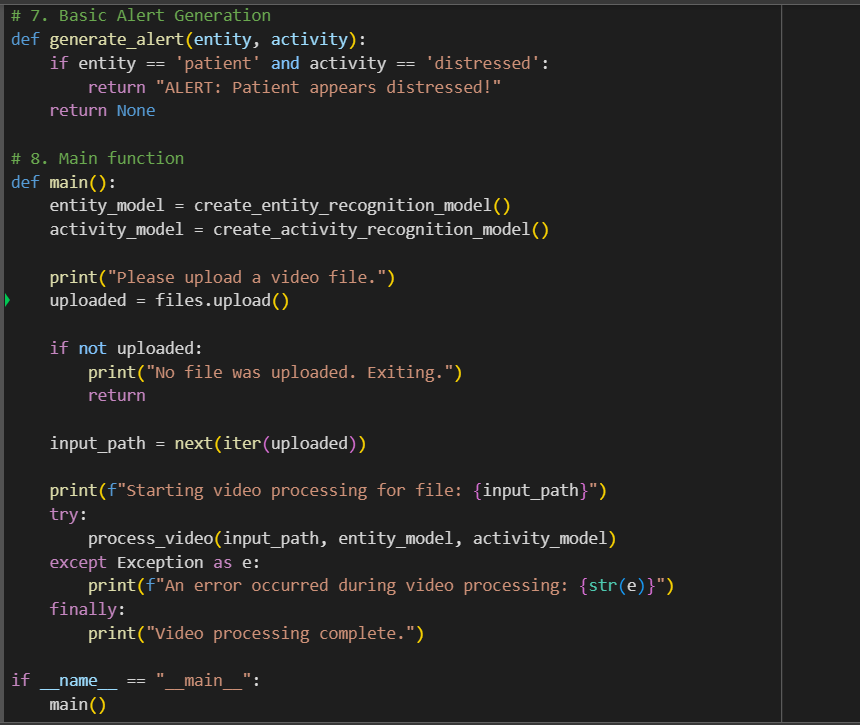 # 7. Basic Alert Generation
def generate_alert(entity, activity):
    if entity == 'patient' and activity == 'distressed':
        return "ALERT: Patient appears distressed!"
    return None

# 8. Main function
def main():
    entity_model = create_entity_recognition_model()
    activity_model = create_activity_recognition_model()

    print("Please upload a video file.")
    uploaded = files.upload()

    if not uploaded:
        print("No file was uploaded. Exiting.")
        return

    input_path = next(iter(uploaded))

    print(f"Starting video processing for file: {input_path}")
    try:
        process_video(input_path, entity_model, activity_model)
    except Exception as e:
        print(f"An error occurred during video processing: {str(e)}")
    finally:
        print("Video processing complete.")

if __name__ == "__main__":
    main()